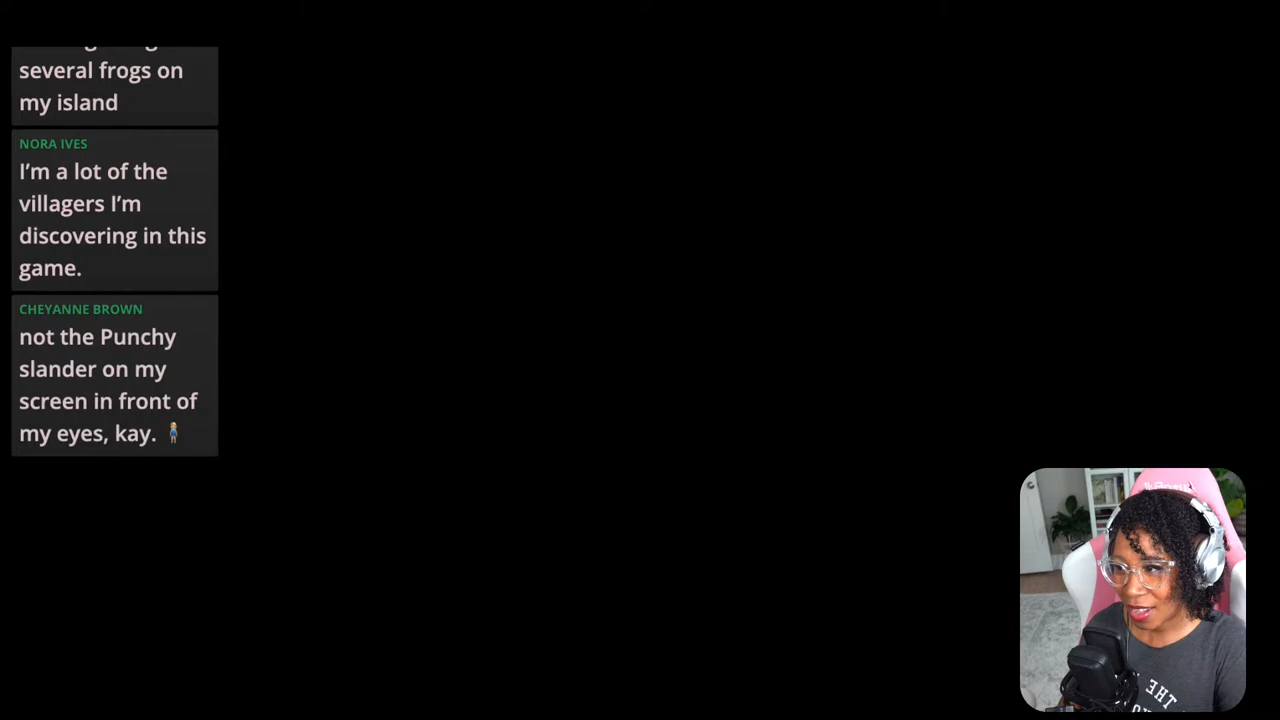 several frogs on
my island
NORA IVES
I'm a lot of the
villagers I'm
discovering in this
game.
CHEYANNE BROWN
not the Punchy
slander on my
screen in front of
my eyes, kay. 🧍🏼‍♀️
THE